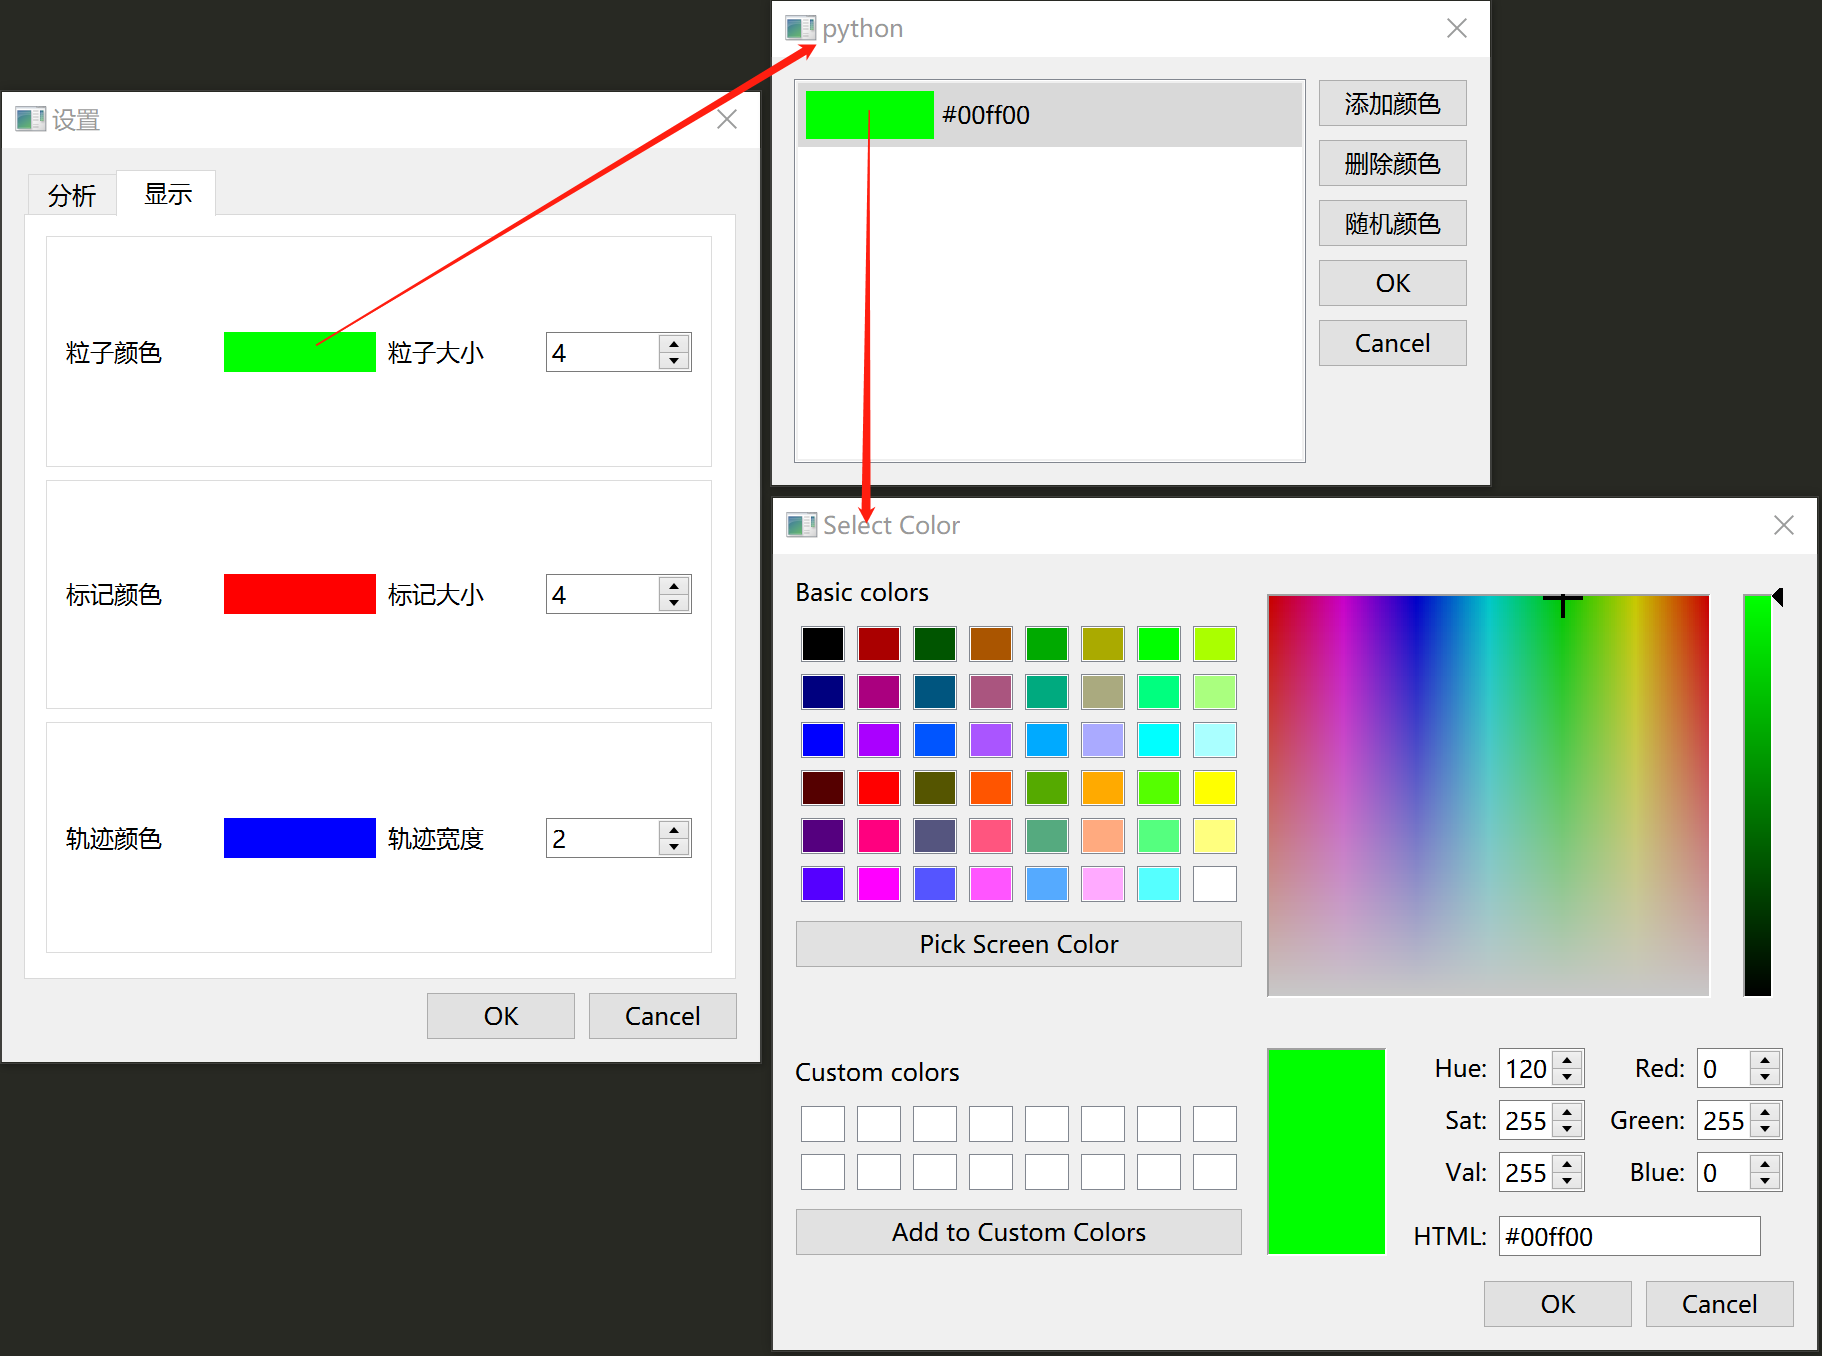 设置
分析
显示
粒子颜色 粒子大小 4
标记颜色 标记大小 4
轨迹颜色 轨迹宽度 2
OK Cancel
python
#00ff00
添加颜色
删除颜色
随机颜色
OK
Cancel
Select Color
Basic colors
Pick Screen Color
Custom colors
Add to Custom Colors
Hue: 120 Red: 0
Sat: 255 Green: 255
Val: 255 Blue: 0
HTML: #00ff00
OK Cancel